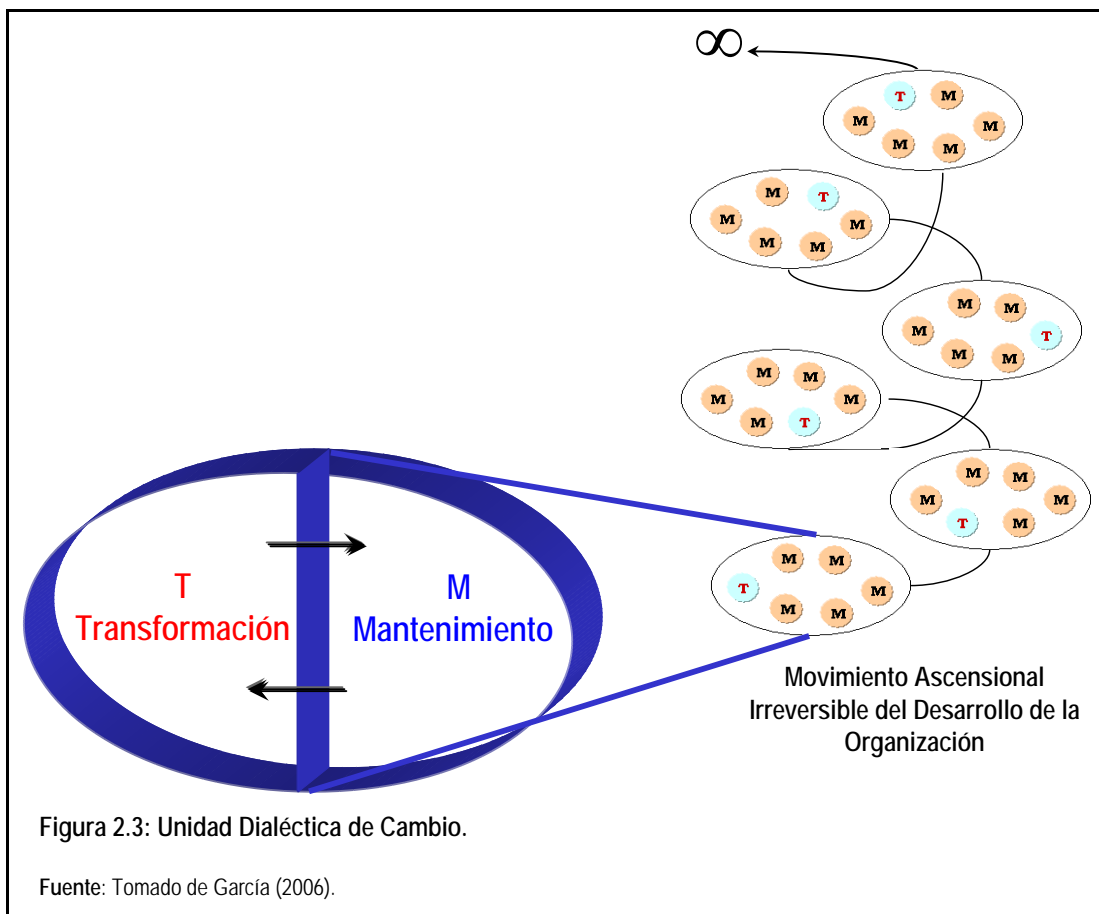 ∞
T M
M M
M M
M T
M M
M M
M M
M T
M M
M M
M M
M T
M M
M M
M M
T M
M M
T M
M M
T
Transformación
M
Mantenimiento
Movimiento Ascensional
Irreversible del Desarrollo de la
Organización
Figura 2.3: Unidad Dialéctica de Cambio.
Fuente: Tomado de García (2006).